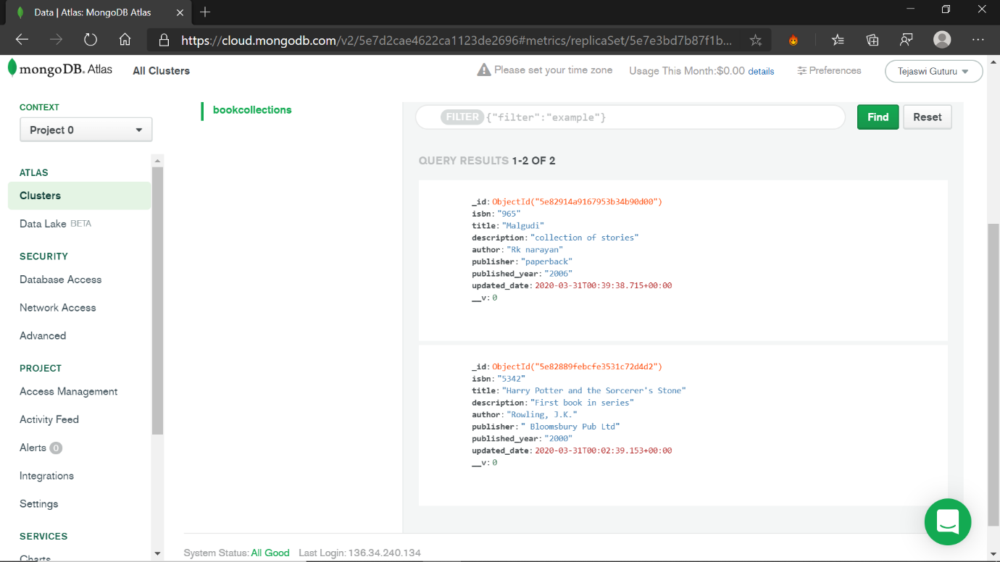 Data | Atlas: MongoDB Atlas
https://cloud.mongodb.com/v2/5e7d2cae4622ca1123de2696#metrics/replicaSet/5e7e3bd7b87f1b...
mongoDB. Atlas
All Clusters
Please set your time zone
Usage This Month:$0.00 details
Preferences
Tejaswi Guturu
CONTEXT
Project 0
ATLAS
Clusters
Data Lake BETA
SECURITY
Database Access
Network Access
Advanced
PROJECT
Access Management
Activity Feed
Alerts 0
Integrations
Settings
SERVICES
Charts
bookcollections
FILTER {"filter":"example"}
Find
Reset
QUERY RESULTS 1-2 OF 2
_id: ObjectId("5e82914a9167953b34b90d00")
isbn: "965"
title: "Malgudi"
description: "collection of stories"
author: "Rk narayan"
publisher: "paperback"
published_year: "2006"
updated_date: 2020-03-31T00:39:38.715+00:00
__v: 0
_id: ObjectId("5e82889febcfe3531c72d4d2")
isbn: "5342"
title: "Harry Potter and the Sorcerer's Stone"
description: "First book in series"
author: "Rowling, J.K."
publisher: " Bloomsbury Pub Ltd"
published_year: "2000"
updated_date: 2020-03-31T00:02:39.153+00:00
__v: 0
System Status: All Good Last Login: 136.34.240.134